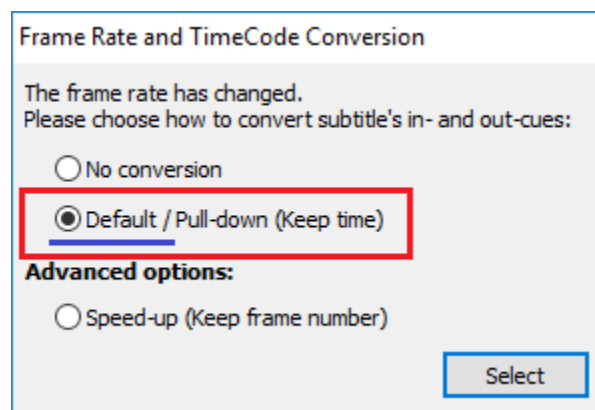 Frame Rate and TimeCode Conversion
The frame rate has changed.
Please choose how to convert subtitle's in- and out-cues:
No conversion
Default / Pull-down (Keep time)
Advanced options:
Speed-up (Keep frame number)
Select